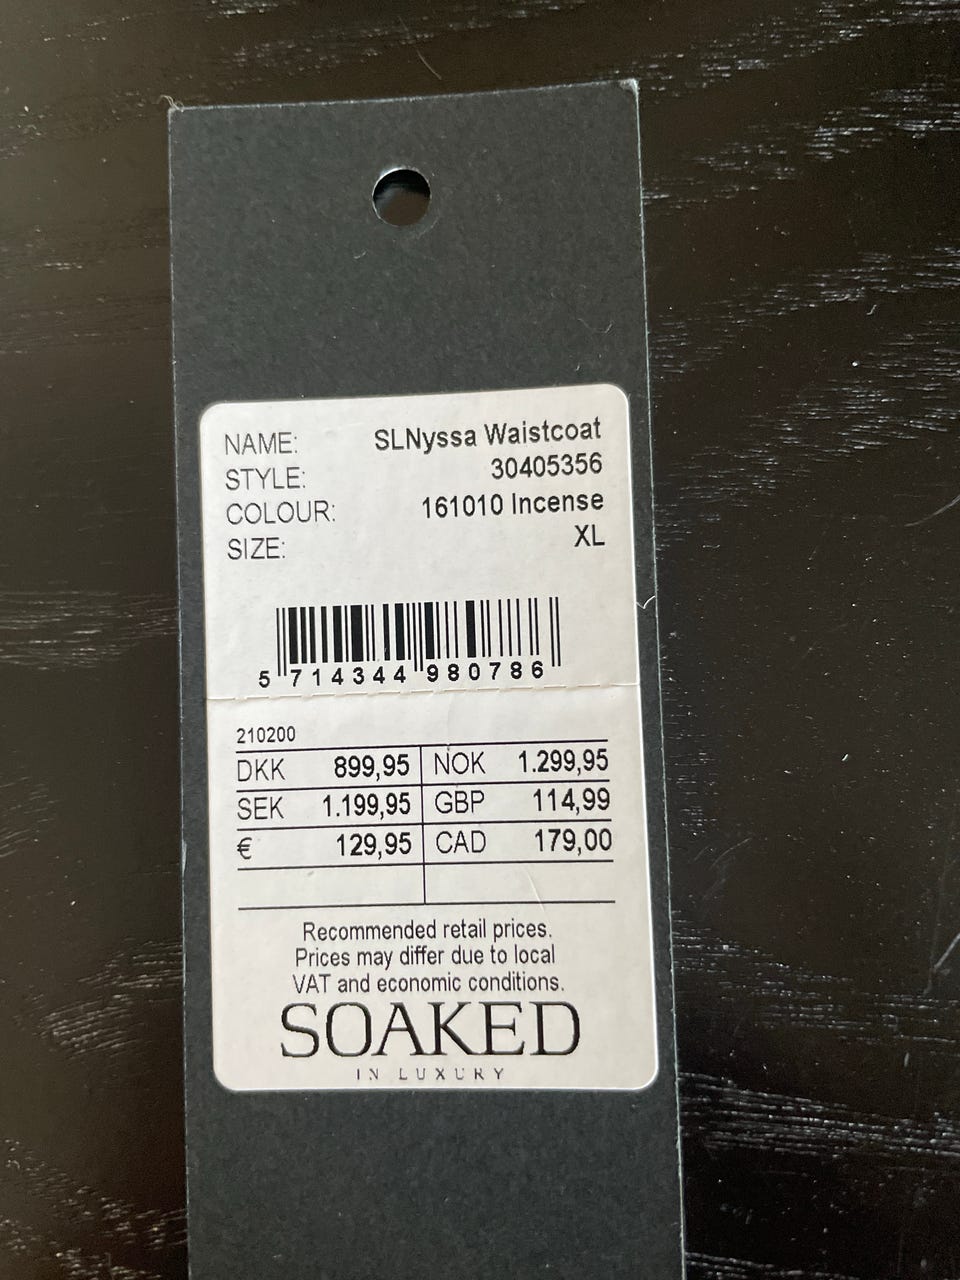 NAME: SLNyssa Waistcoat
STYLE: 30405356
COLOUR: 161010 Incense
SIZE: XL
5 714344 980786
210200
DKK 899,95 NOK 1.299,95
SEK 1.199,95 GBP 114,99
€ 129,95 CAD 179,00
Recommended retail prices.
Prices may differ due to local
VAT and economic conditions.
SOAKED
IN LUXURY